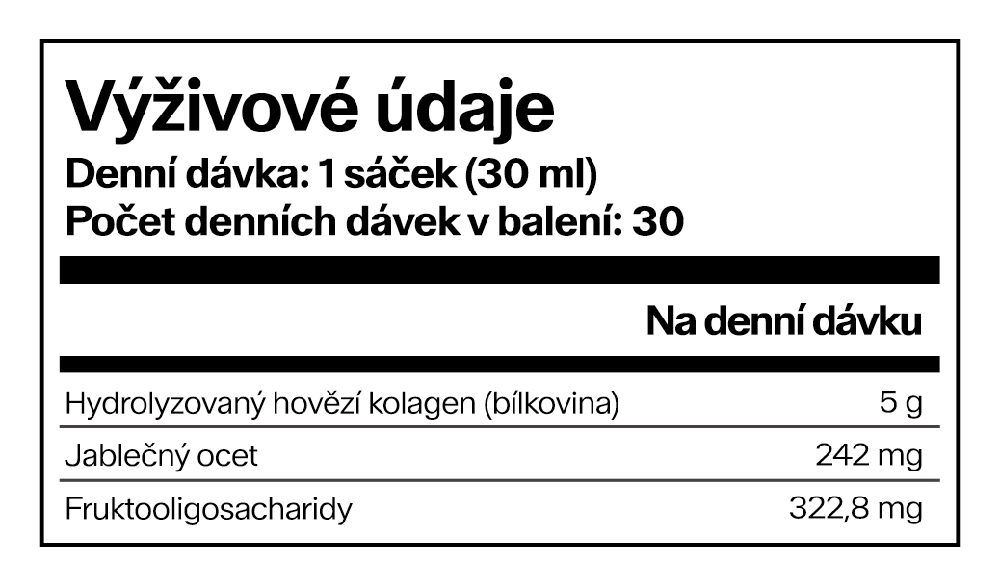 Výživové údaje
Denní dávka: 1 sáček (30 ml)
Počet denních dávek v balení: 30
Na denní dávku
Hydrolyzovaný hovězí kolagen (bílkovina) 5 g
Jablečný ocet 242 mg
Fruktooligosacharidy 322,8 mg